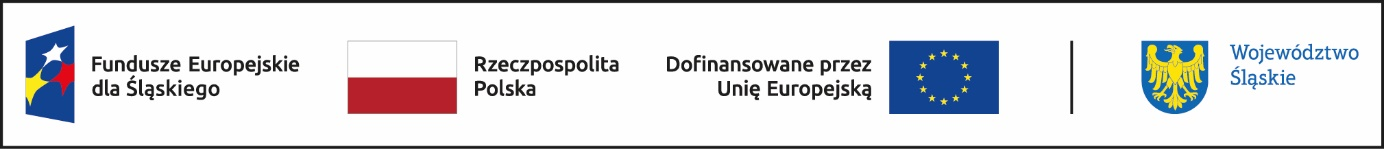 Fundusze Europejskie
dla Śląskiego
Rzeczpospolita
Polska
Dofinansowane przez
Unię Europejską
Województwo
Śląskie